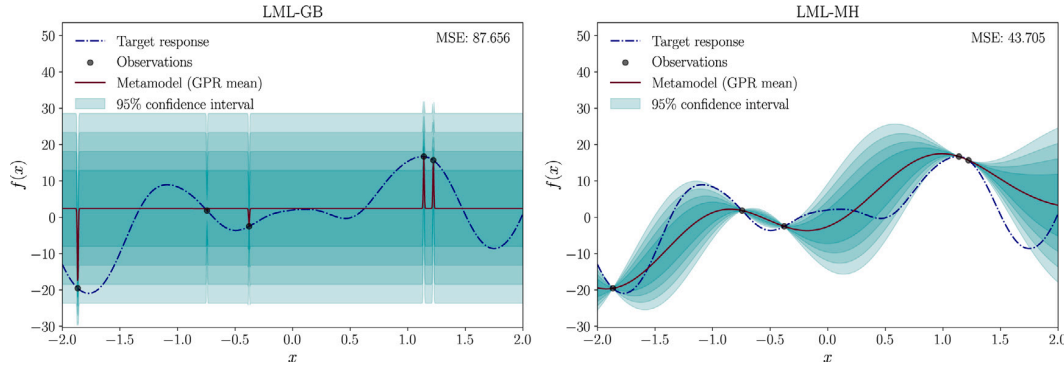 LML-GB
50
40
30
20
10
0
−10
−20
−30
f(x)
Target response
Observations
Metamodel (GPR mean)
95% confidence interval
MSE: 87.656
−2.0 −1.5 −1.0 −0.5 0.0 0.5 1.0 1.5 2.0
x
LML-MH
50
40
30
20
10
0
−10
−20
−30
f(x)
Target response
Observations
Metamodel (GPR mean)
95% confidence interval
MSE: 43.705
−2.0 −1.5 −1.0 −0.5 0.0 0.5 1.0 1.5 2.0
x